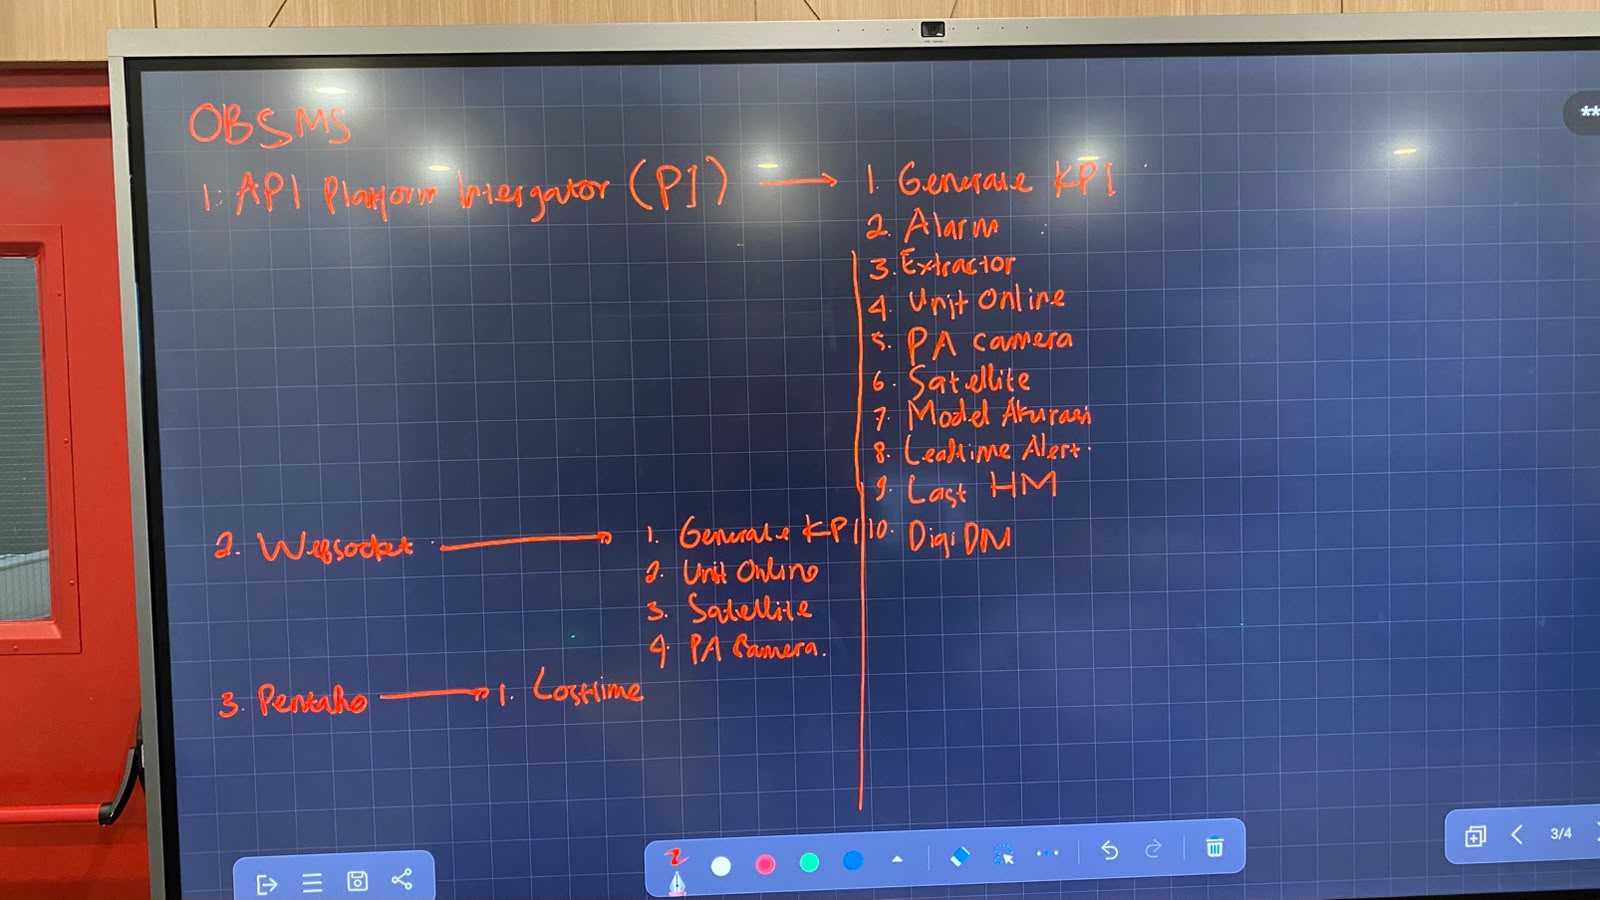 OBSMS
1. API Platform Intergator (PI) → 1. Generate KPI
2. Alarm
3. Extractor
4. Unit Online
5. PA Camera
6. Satellite
7. Model Akurasi
8. Leadtime Alert
9. Last HM
10. Digi DM
2. Websocket → 1. Generate KPI
2. Unit Online
3. Satellite
4. PA Camera.
3. Pentaho → 1. Losttime
3/4
**